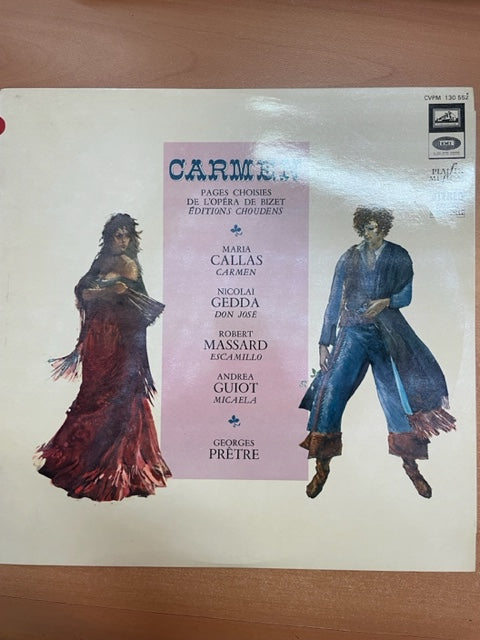 CVPM 130 552
EMI
CARMEN
PAGES CHOISIES
DE L'OPÉRA DE BIZET
ÉDITIONS CHOUDENS
MARIA
CALLAS
CARMEN
NICOLAI
GEDDA
DON JOSÉ
ROBERT
MASSARD
ESCAMILLO
ANDREA
GUIOT
MICAELA
GEORGES
PRÊTRE